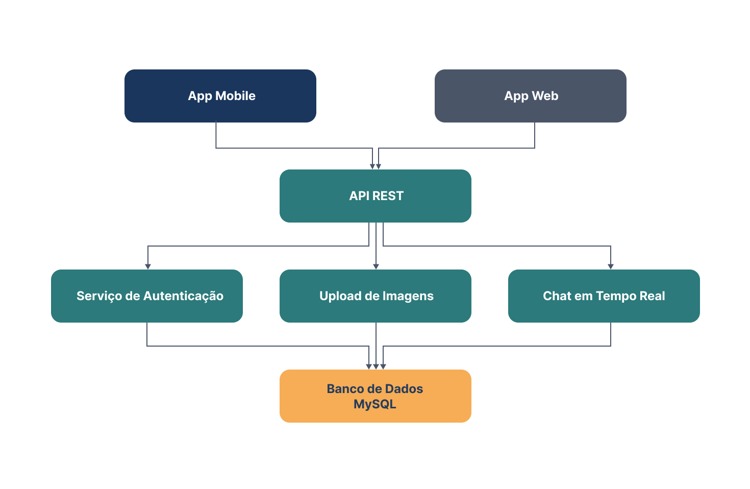 App Mobile
App Web
API REST
Serviço de Autenticação
Upload de Imagens
Chat em Tempo Real
Banco de Dados
MySQL